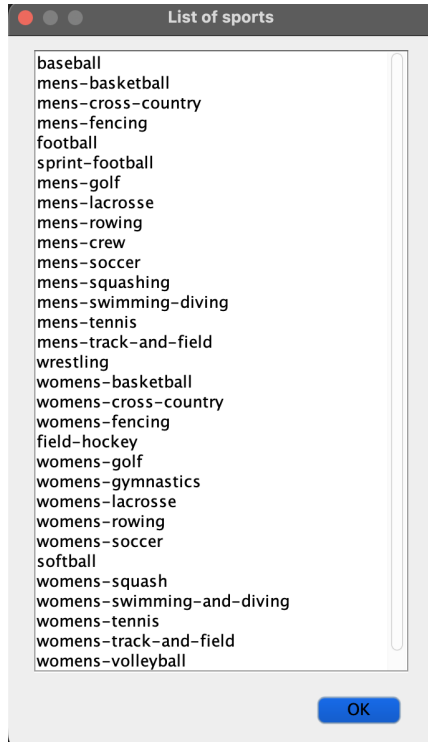 List of sports
baseball
mens-basketball
mens-cross-country
mens-fencing
football
sprint-football
mens-golf
mens-lacrosse
mens-rowing
mens-crew
mens-soccer
mens-squashing
mens-swimming-diving
mens-tennis
mens-track-and-field
wrestling
womens-basketball
womens-cross-country
womens-fencing
field-hockey
womens-golf
womens-gymnastics
womens-lacrosse
womens-rowing
womens-soccer
softball
womens-squash
womens-swimming-and-diving
womens-tennis
womens-track-and-field
womens-volleyball
OK